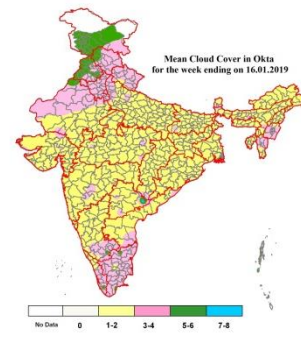 Mean Cloud Cover in Okta
for the week ending on 16.01.2019
No Data 0 1-2 3-4 5-6 7-8